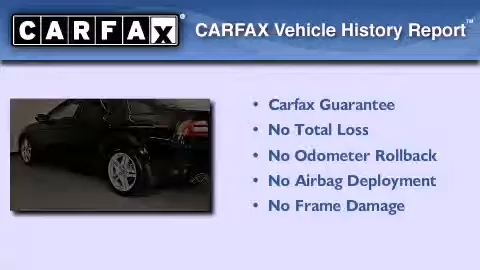 CARFAX® CARFAX Vehicle History Report™
• Carfax Guarantee
• No Total Loss
• No Odometer Rollback
• No Airbag Deployment
• No Frame Damage